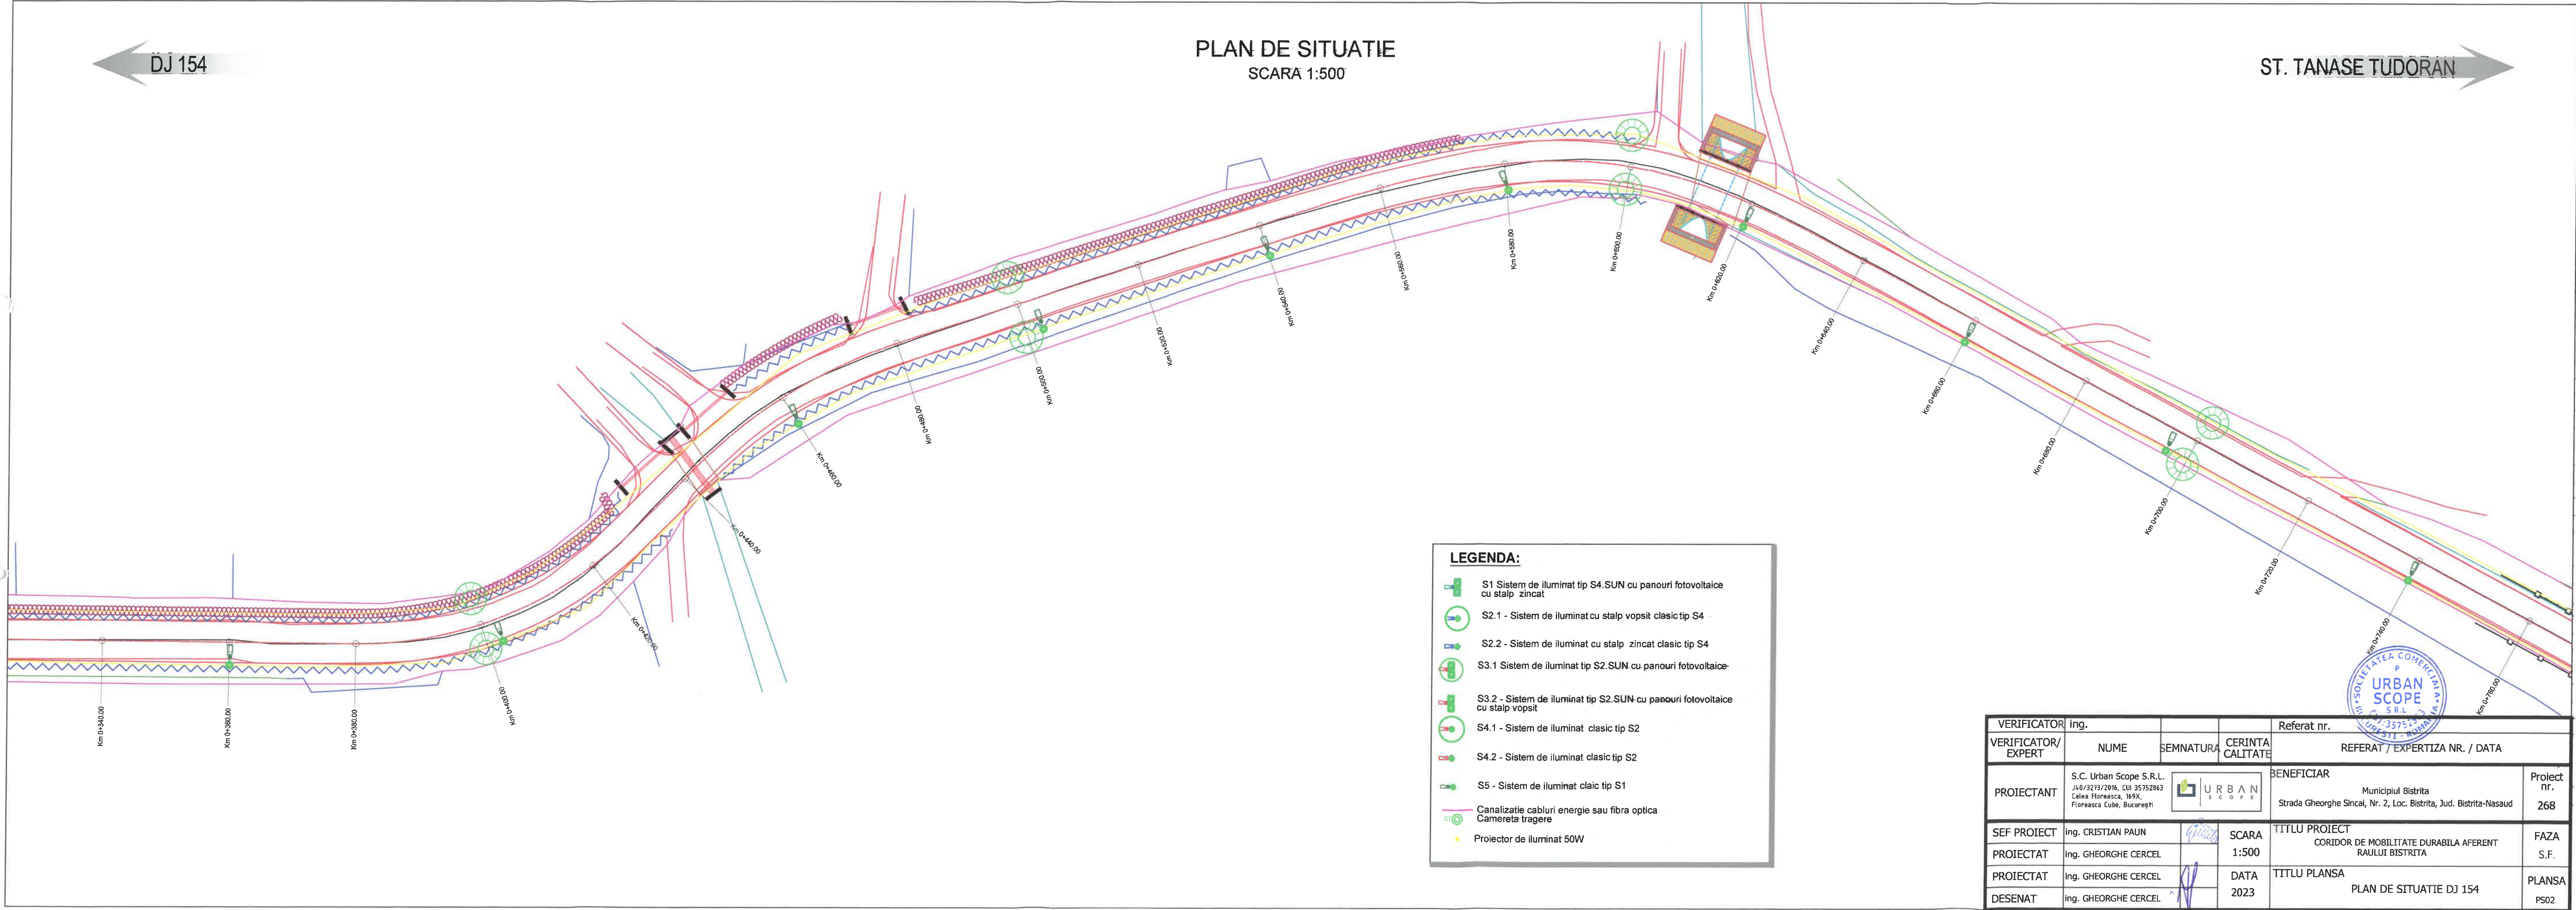 PLAN DE SITUATIE
SCARA 1:500
DJ 154
ST. TANASE TUDORAN
Km 0+340.00
Km 0+360.00
Km 0+380.00
Km 0+400.00
Km 0+420.00
Km 0+440.00
Km 0+460.00
Km 0+480.00
Km 0+500.00
Km 0+520.00
Km 0+540.00
Km 0+560.00
Km 0+580.00
Km 0+600.00
Km 0+620.00
Km 0+640.00
Km 0+660.00
Km 0+680.00
Km 0+700.00
Km 0+720.00
Km 0+740.00
Km 0+760.00
LEGENDA:
S1 Sistem de iluminat tip S4.SUN cu panouri fotovoltaice
cu stalp zincat
S2.1 - Sistem de iluminat cu stalp vopsit clasic tip S4
S2.2 - Sistem de iluminat cu stalp zincat clasic tip S4
S3.1 Sistem de iluminat tip S2.SUN cu panouri fotovoltaice
S3.2 - Sistem de iluminat tip S2.SUN cu panouri fotovoltaice
cu stalp vopsit
S4.1 - Sistem de iluminat clasic tip S2
S4.2 - Sistem de iluminat clasic tip S2
S5 - Sistem de iluminat claic tip S1
Canalizatie cabluri energie sau fibra optica
Camereta tragere
Proiector de iluminat 50W
SOCIETATEA COMERCIALA
URBAN
SCOPE
S.R.L.
BUCURESTI - ROMANIA
VERIFICATOR ing.
Referat nr.
VERIFICATOR/
EXPERT
NUME
SEMNATURA
CERINTA
CALITATE
REFERAT / EXPERTIZA NR. / DATA
PROIECTANT
S.C. Urban Scope S.R.L.
J40/3273/2016, CUI 35752863
Calea Floreasca, 169X,
Floreasca Cube, București
URBAN
SCOPE
BENEFICIAR
Municipiul Bistrita
Strada Gheorghe Sincai, Nr. 2, Loc. Bistrita, Jud. Bistrita-Nasaud
Proiect
nr.
268
SEF PROIECT ing. CRISTIAN PAUN
PROIECTAT ing. GHEORGHE CERCEL
PROIECTAT ing. GHEORGHE CERCEL
DESENAT ing. GHEORGHE CERCEL
SCARA
1:500
DATA
2023
TITLU PROIECT
CORIDOR DE MOBILITATE DURABILA AFERENT
RAULUI BISTRITA
TITLU PLANSA
PLAN DE SITUATIE DJ 154
FAZA
S.F.
PLANSA
PS02